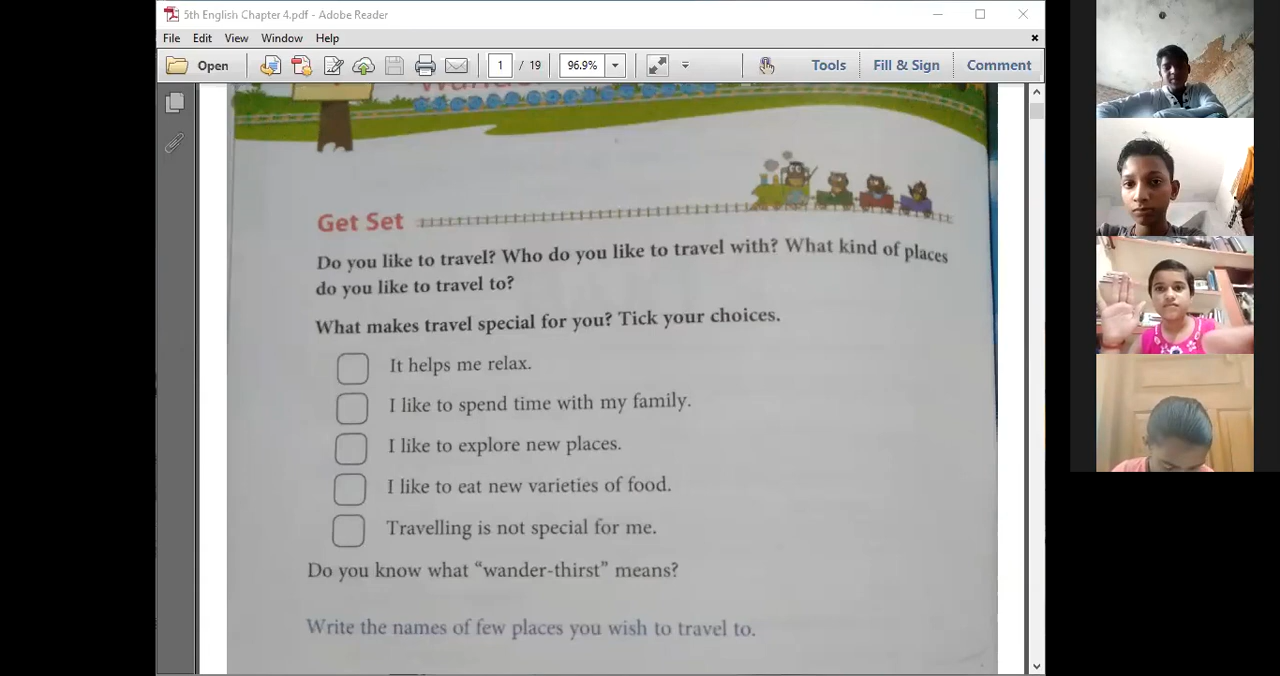 5th English Chapter 4.pdf - Adobe Reader
File Edit View Window Help
Open 1 / 19 96.9% Tools Fill & Sign Comment
Get Set
Do you like to travel? Who do you like to travel with? What kind of places
do you like to travel to?
What makes travel special for you? Tick your choices.
It helps me relax.
I like to spend time with my family.
I like to explore new places.
I like to eat new varieties of food.
Travelling is not special for me.
Do you know what “wander-thirst” means?
Write the names of few places you wish to travel to.